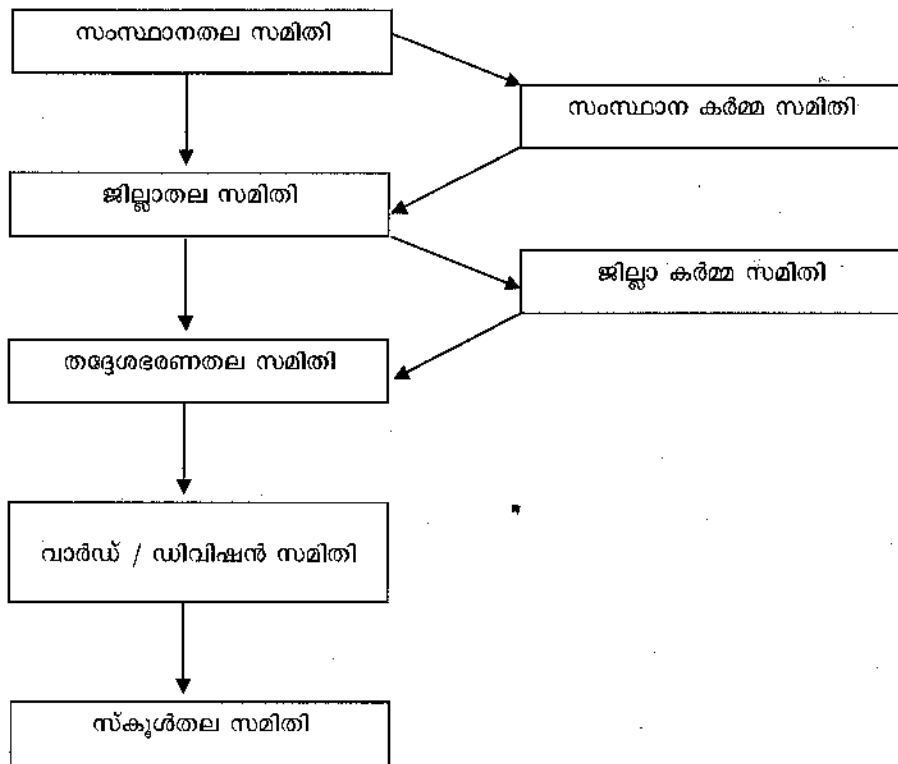 സംസ്ഥാനതല സമിതി
സംസ്ഥാന കർമ്മ സമിതി
ജില്ലാതല സമിതി
ജില്ലാ കർമ്മ സമിതി
തദ്ദേശഭരണതല സമിതി
വാർഡ് / ഡിവിഷൻ സമിതി
സ്കൂൾതല സമിതി